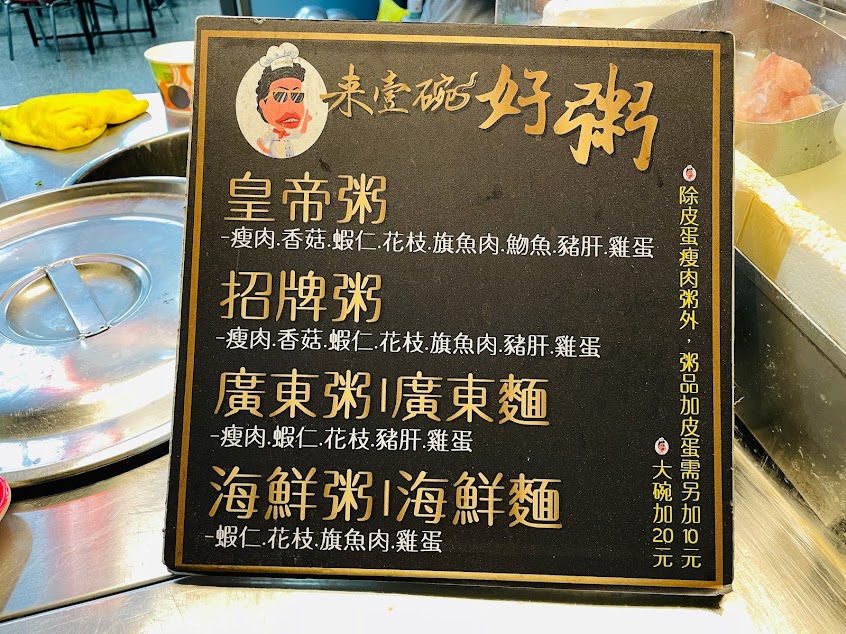 来壹碗好粥
皇帝粥
-瘦肉.香菇.蝦仁.花枝.旗魚肉.魩魚.豬肝.雞蛋
招牌粥
-瘦肉.香菇.蝦仁.花枝.旗魚肉.豬肝.雞蛋
廣東粥|廣東麵
-瘦肉.蝦仁.花枝.豬肝.雞蛋
海鮮粥|海鮮麵
-蝦仁.花枝.旗魚肉.雞蛋
除皮蛋瘦肉粥外，粥品加皮蛋需另加10元
大碗加20元